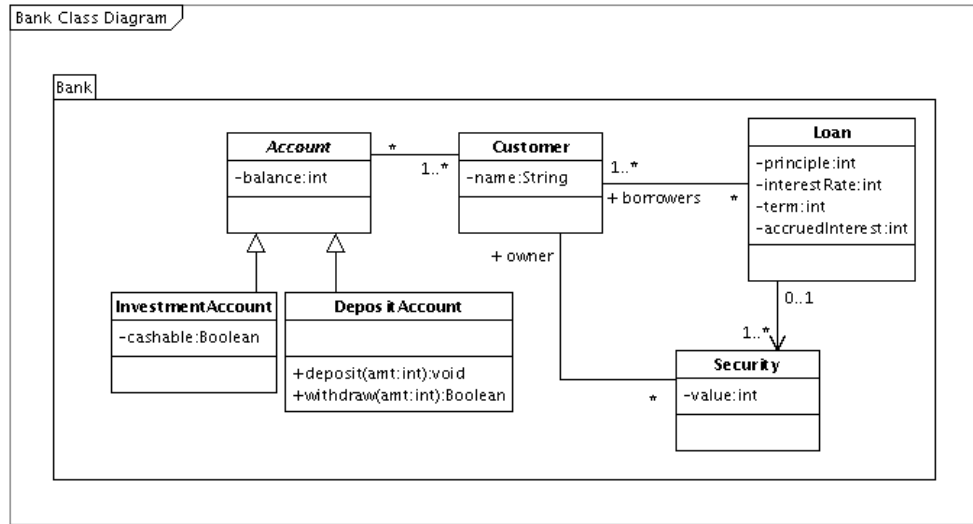 Bank Class Diagram
Bank
Account
-balance:int
*
1..*
Customer
-name:String
1..*
+ borrowers
*
Loan
-principle:int
-interestRate:int
-term:int
-accruedInterest:int
+ owner
0..1
1..*
InvestmentAccount
-cashable:Boolean
DepositAccount
+deposit(amt:int):void
+withdraw(amt:int):Boolean
*
Security
-value:int